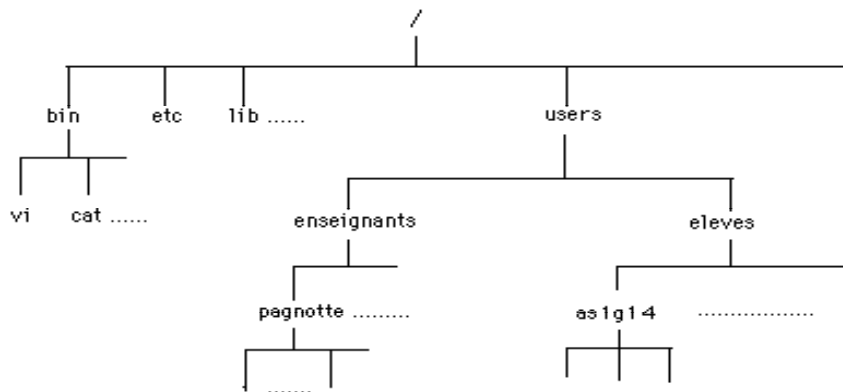 /
bin etc lib ...... users
vi cat ...... enseignants eleves
pagnotte ......... as1g14 ..................
. .......